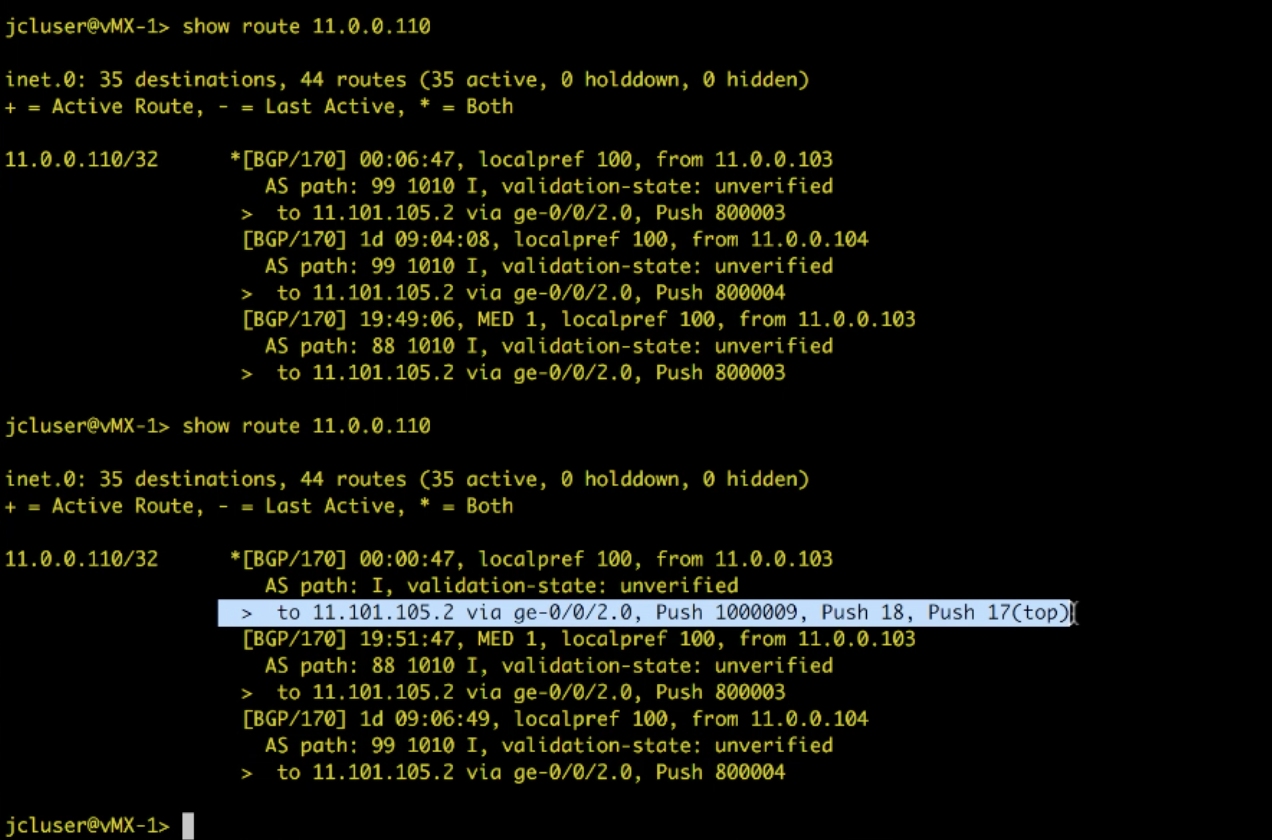 jcluser@vMX-1> show route 11.0.0.110
inet.0: 35 destinations, 44 routes (35 active, 0 holddown, 0 hidden)
+ = Active Route, - = Last Active, * = Both
11.0.0.110/32 *[BGP/170] 00:06:47, localpref 100, from 11.0.0.103
AS path: 99 1010 I, validation-state: unverified
> to 11.101.105.2 via ge-0/0/2.0, Push 800003
[BGP/170] 1d 09:04:08, localpref 100, from 11.0.0.104
AS path: 99 1010 I, validation-state: unverified
> to 11.101.105.2 via ge-0/0/2.0, Push 800004
[BGP/170] 19:49:06, MED 1, localpref 100, from 11.0.0.103
AS path: 88 1010 I, validation-state: unverified
> to 11.101.105.2 via ge-0/0/2.0, Push 800003
jcluser@vMX-1> show route 11.0.0.110
inet.0: 35 destinations, 44 routes (35 active, 0 holddown, 0 hidden)
+ = Active Route, - = Last Active, * = Both
11.0.0.110/32 *[BGP/170] 00:00:47, localpref 100, from 11.0.0.103
AS path: I, validation-state: unverified
> to 11.101.105.2 via ge-0/0/2.0, Push 1000009, Push 18, Push 17(top)
[BGP/170] 19:51:47, MED 1, localpref 100, from 11.0.0.103
AS path: 88 1010 I, validation-state: unverified
> to 11.101.105.2 via ge-0/0/2.0, Push 800003
[BGP/170] 1d 09:06:49, localpref 100, from 11.0.0.104
AS path: 99 1010 I, validation-state: unverified
> to 11.101.105.2 via ge-0/0/2.0, Push 800004
jcluser@vMX-1>